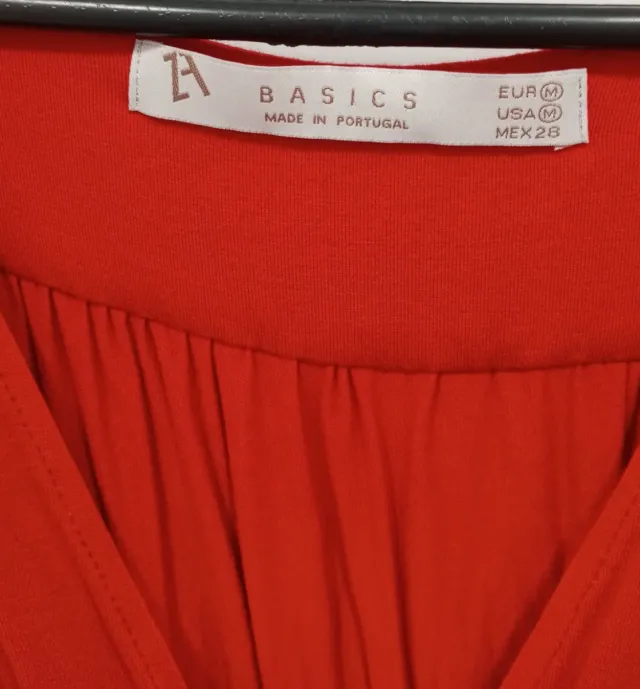 ZA
BASICS
MADE IN PORTUGAL
EUR M
USA M
MEX 28